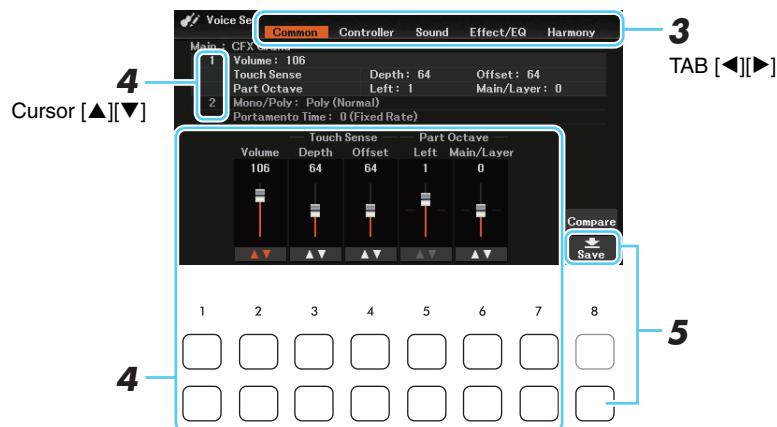 Voice Se
Common Controller Sound Effect/EQ Harmony
3
TAB [◀][▶]
Main : CFX Grand
1 Volume : 106
Touch Sense Depth : 64 Offset : 64
Part Octave Left : 1 Main/Layer : 0
4
Cursor [▲][▼]
2 Mono/Poly : Poly (Normal)
Portamento Time : 0 (Fixed Rate)
Touch Sense Part Octave
Volume Depth Offset Left Main/Layer
106 64 64 1 0
Compare
Save
▲▼ ▲▼ ▲▼ ▲▼ ▲▼
1 2 3 4 5 6 7 8
5
4